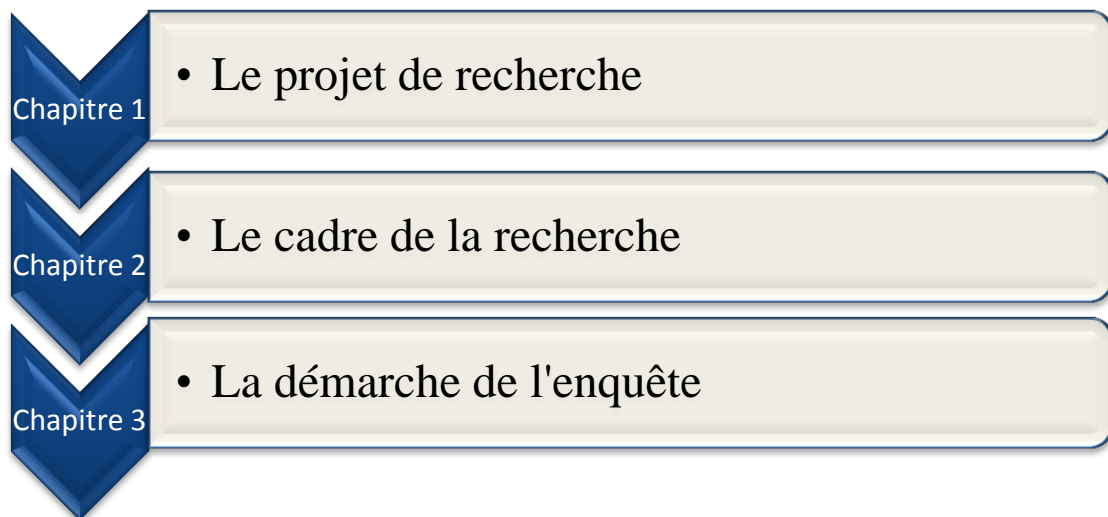 Chapitre 1
• Le projet de recherche
Chapitre 2
• Le cadre de la recherche
Chapitre 3
• La démarche de l'enquête